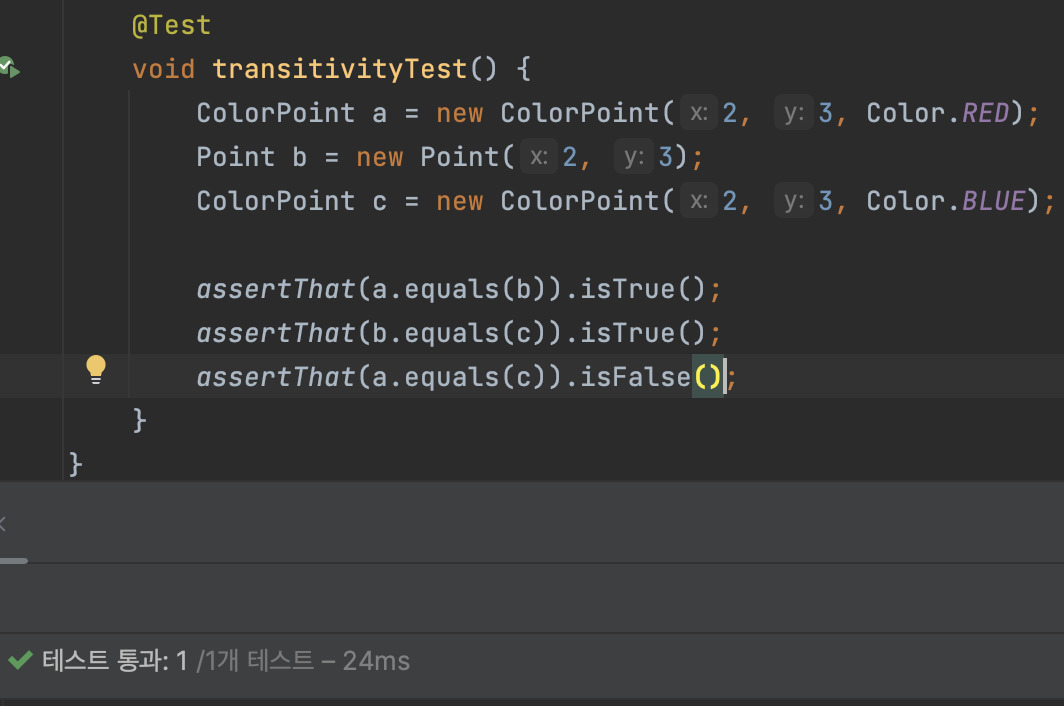 @Test
void transitivityTest() {
ColorPoint a = new ColorPoint( x: 2, y: 3, Color.RED);
Point b = new Point( x: 2, y: 3);
ColorPoint c = new ColorPoint( x: 2, y: 3, Color.BLUE);
assertThat(a.equals(b)).isTrue();
assertThat(b.equals(c)).isTrue();
assertThat(a.equals(c)).isFalse();
}
}
테스트 통과: 1 /1개 테스트 – 24ms